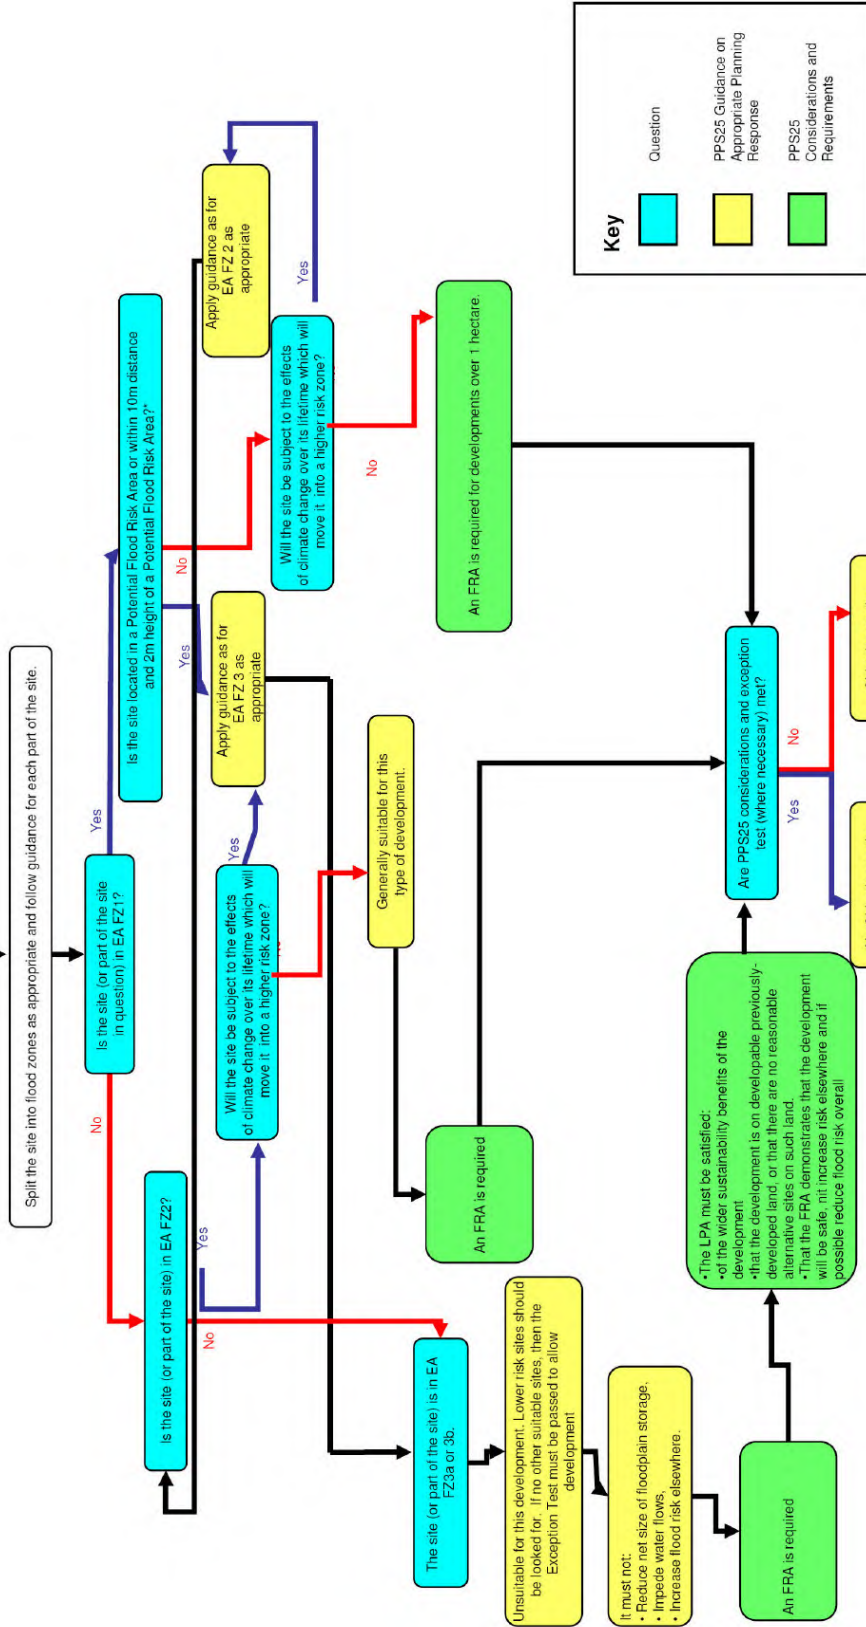 Split the site into flood zones as appropriate and follow guidance for each part of the site.
Is the site (or part of the site
in question) in EA FZ1?
No
Yes
Is the site (or part of the site) in EA FZ2?
Yes
No
Is the site located in a Potential Flood Risk Area or within 10m distance
and 2m height of a Potential Flood Risk Area?*
Yes
No
Apply guidance as for
EA FZ 2 as
appropriate
Will the site be subject to the effects
of climate change over its lifetime which will
move it into a higher risk zone?
Yes
Apply guidance as for
EA FZ 3 as
appropriate
Will the site be subject to the effects
of climate change over its lifetime which will
move it into a higher risk zone?
Yes
No
Generally suitable for this
type of development.
An FRA is required for developments over 1 hectare.
The site (or part of the site) is in EA
FZ3a or 3b.
An FRA is required
Unsuitable for this development. Lower risk sites should
be looked for. If no other suitable sites, then the
Exception Test must be passed to allow
development
It must not:
• Reduce net size of floodplain storage,
• Impede water flows,
• Increase flood risk elsewhere.
An FRA is required
•The LPA must be satisfied:
•of the wider sustainability benefits of the
development
•that the development is on developable previously-
developed land, or that there are no reasonable
alternative sites on such land.
•That the FRA demonstrates that the development
will be safe, nit increase risk elsewhere and if
possible reduce flood risk overall
Are PPS25 considerations and exception
test (where necessary) met?
Yes
No
Key
Question
PPS25 Guidance on
Appropriate Planning
Response
PPS25
Considerations and
Requirements